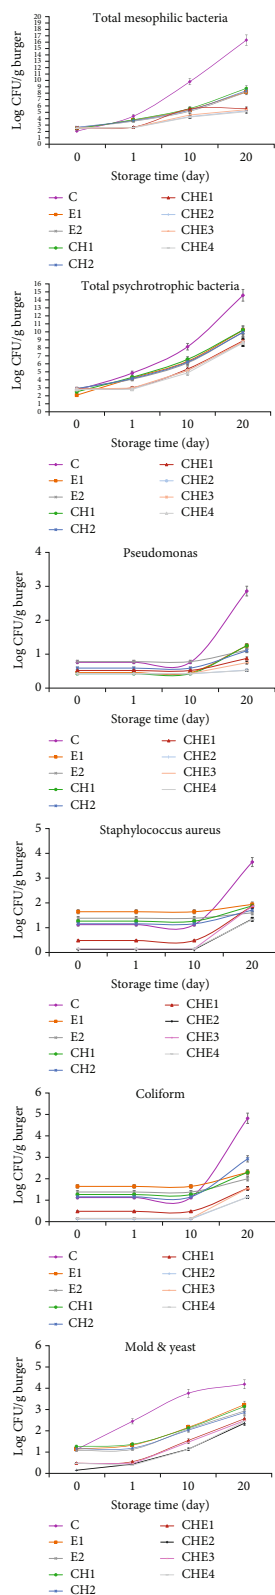 Total mesophilic bacteria
Log CFU/g burger
20
19
18
17
16
15
14
13
12
11
10
9
8
7
6
5
4
3
2
1
0
0 1 10 20
Storage time (day)
C CHE1
E1 CHE2
E2 CHE3
CH1 CHE4
CH2
Total psychrotrophic bacteria
Log CFU/g burger
16
15
14
13
12
11
10
9
8
7
6
5
4
3
2
1
0
0 1 10 20
Storage time (day)
C CHE1
E1 CHE2
E2 CHE3
CH1 CHE4
CH2
Pseudomonas
Log CFU/g burger
4
3
2
1
0
0 1 10 20
Storage time (day)
C CHE1
E1 CHE2
E2 CHE3
CH1 CHE4
CH2
Staphylococcus aureus
Log CFU/g burger
5
4
3
2
1
0
0 1 10 20
Storage time (day)
C CHE1
E1 CHE2
E2 CHE3
CH1 CHE4
CH2
Coliform
Log CFU/g burger
6
5
4
3
2
1
0
0 1 10 20
Storage time (day)
C CHE1
E1 CHE2
E2 CHE3
CH1 CHE4
CH2
Mold & yeast
Log CFU/g burger
6
5
4
3
2
1
0
0 1 10 20
Storage time (day)
C CHE1
E1 CHE2
E2 CHE3
CH1 CHE4
CH2